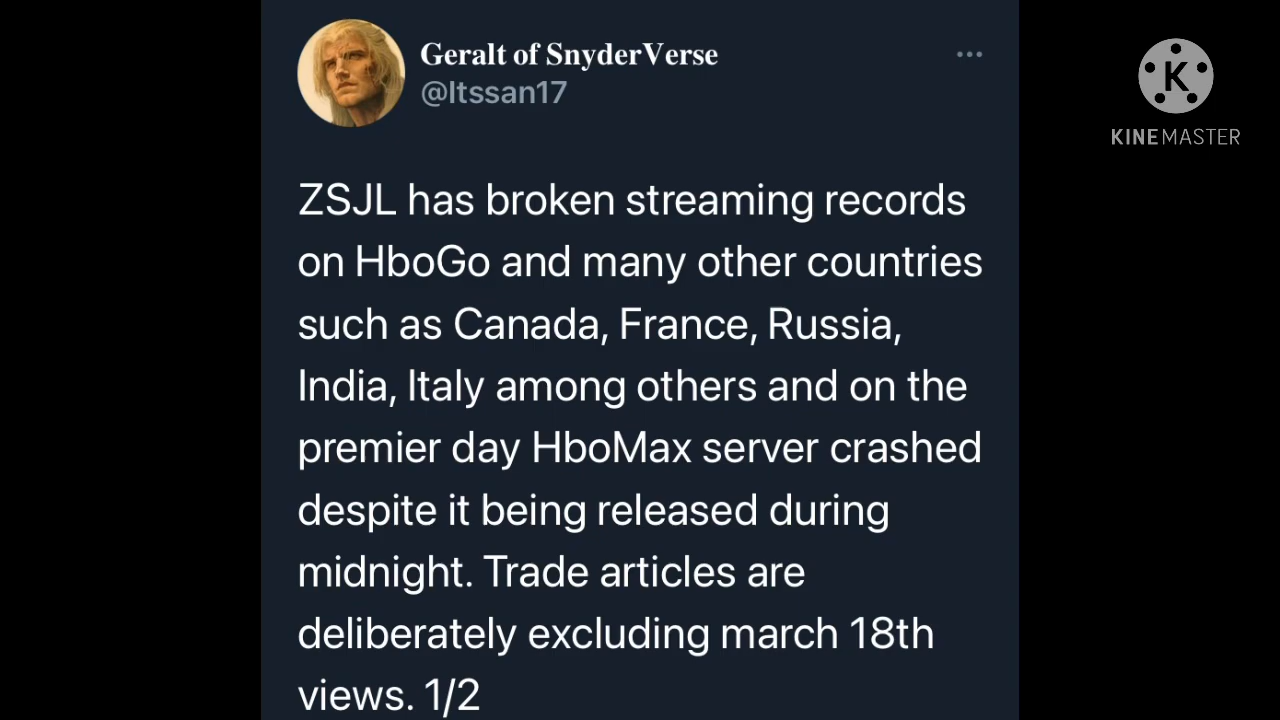 Geralt of SnyderVerse
@Itssan17
KINEMASTER
ZSJL has broken streaming records
on HboGo and many other countries
such as Canada, France, Russia,
India, Italy among others and on the
premier day HboMax server crashed
despite it being released during
midnight. Trade articles are
deliberately excluding march 18th
views. 1/2